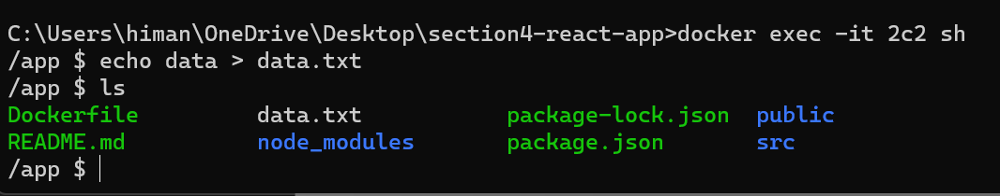 C:\Users\himan\OneDrive\Desktop\section4-react-app>docker exec -it 2c2 sh
/app $ echo data > data.txt
/app $ ls
Dockerfile         data.txt           package-lock.json  public
README.md          node_modules       package.json       src
/app $